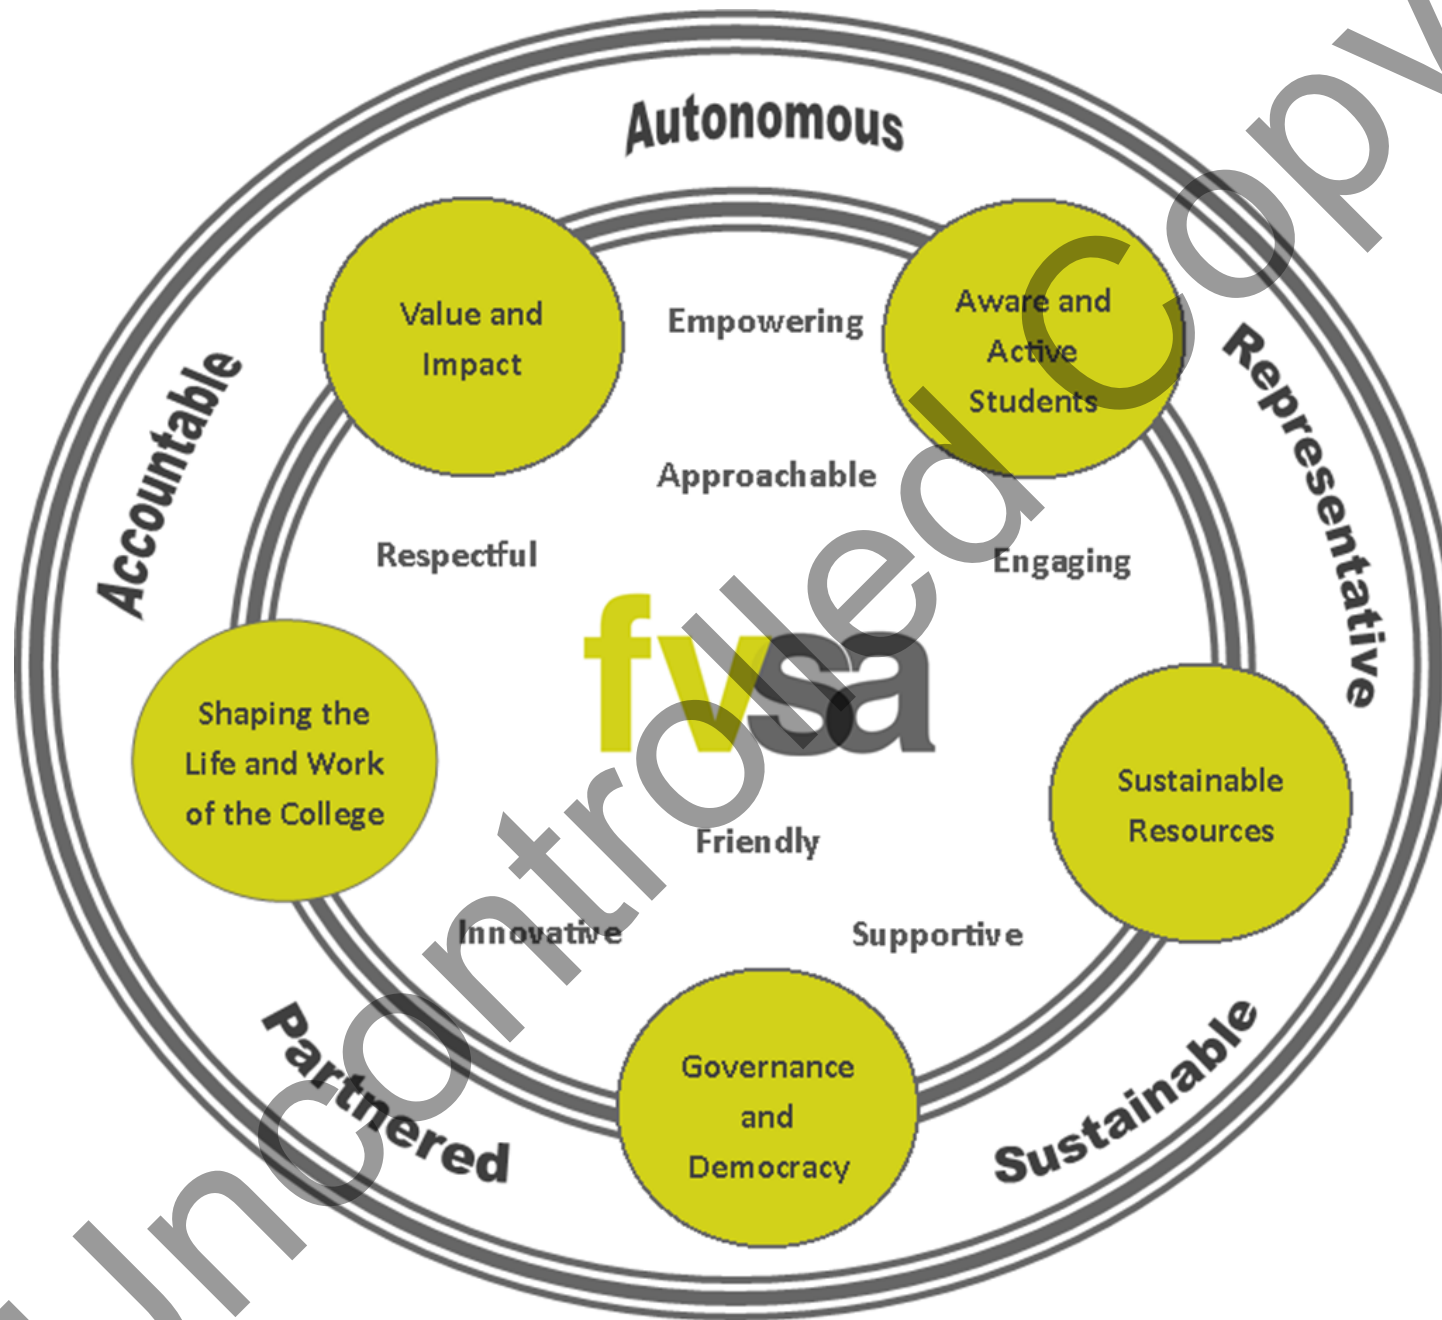 Autonomous
Value and
Impact
Empowering
Aware and
Active
Students
Accountable
Representative
Approachable
Respectful
Engaging
fvsa
Shaping the
Life and Work
of the College
Sustainable
Resources
Friendly
Innovative
Supportive
Partnered
Governance
and
Democracy
Sustainable
Uncontrolled Copy